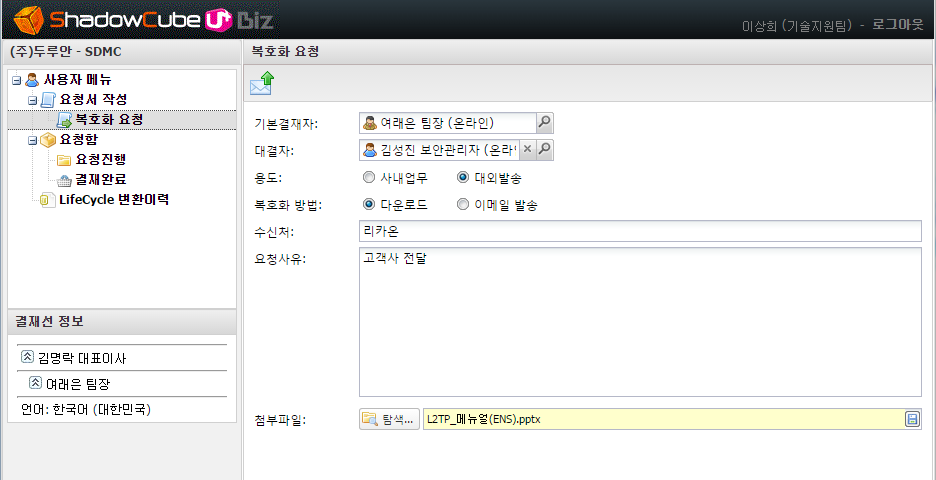 ShadowCube U+ Biz
이상희 (기술지원팀) - 로그아웃
(주)두루안 - SDMC
사용자 메뉴
요청서 작성
복호화 요청
요청함
요청진행
결재완료
LifeCycle 변환이력
결재선 정보
김명락 대표이사
여래은 팀장
언어: 한국어 (대한민국)
복호화 요청
기본결재자: 여래은 팀장 (온라인)
대결자: 김성진 보안관리자 (온라인
용도: 사내업무 대외발송
복호화 방법: 다운로드 이메일 발송
수신처: 리카온
요청사유: 고객사 전달
첨부파일: 탐색... L2TP_메뉴얼(ENS).pptx